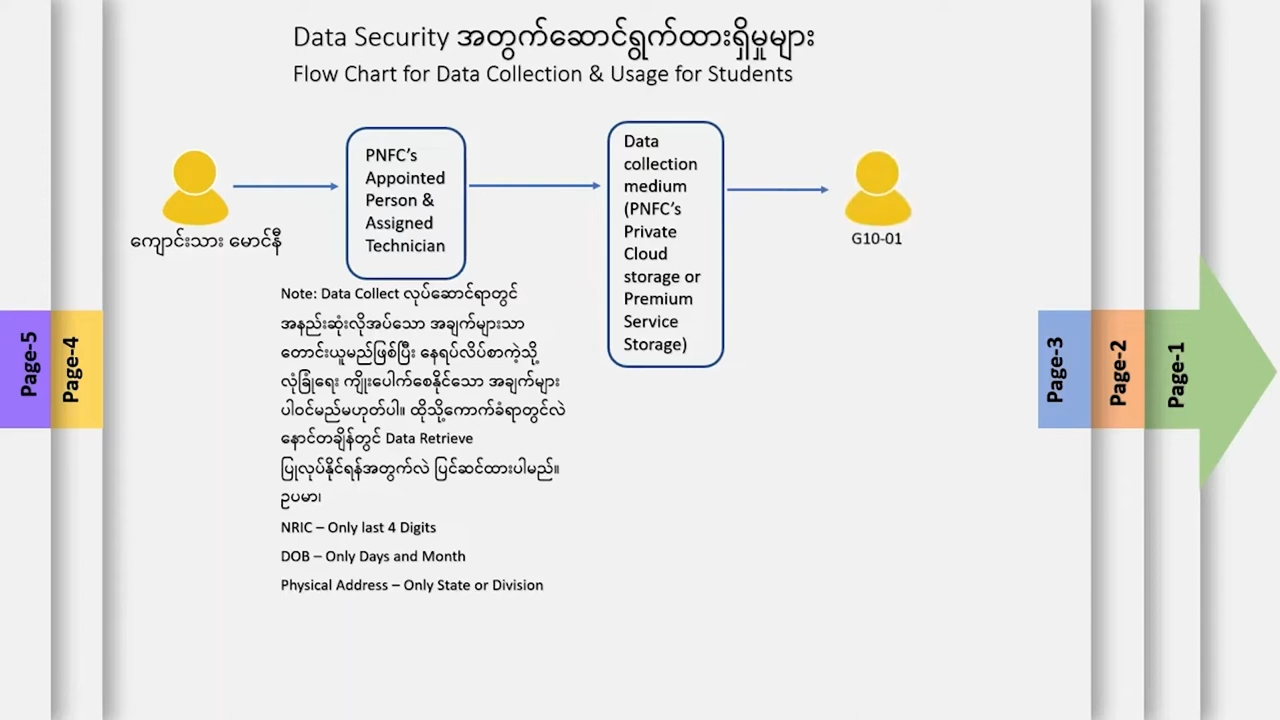 Data Security အတွက်ဆောင်ရွက်ထားရှိမှုများ
Flow Chart for Data Collection & Usage for Students
ကျောင်းသား မောင်နီ
PNFC's
Appointed
Person &
Assigned
Technician
Data
collection
medium
(PNFC's
Private
Cloud
storage or
Premium
Service
Storage)
G10-01
Note: Data Collect လုပ်ဆောင်ရာတွင်
အနည်းဆုံးလိုအပ်သော အချက်များသာ
တောင်းယူမည်ဖြစ်ပြီး နေရပ်လိပ်စာကဲ့သို့
လုံခြုံရေး ကျိုးပေါက်စေနိုင်သော အချက်များ
ပါဝင်မည်မဟုတ်ပါ။ ထိုသို့ကောက်ခံရာတွင်လဲ
နောင်တချိန်တွင် Data Retrieve
ပြုလုပ်နိုင်ရန်အတွက်လဲ ပြင်ဆင်ထားပါမည်။
ဥပမာ၊
NRIC – Only last 4 Digits
DOB – Only Days and Month
Physical Address – Only State or Division
Page-5
Page-4
Page-3
Page-2
Page-1